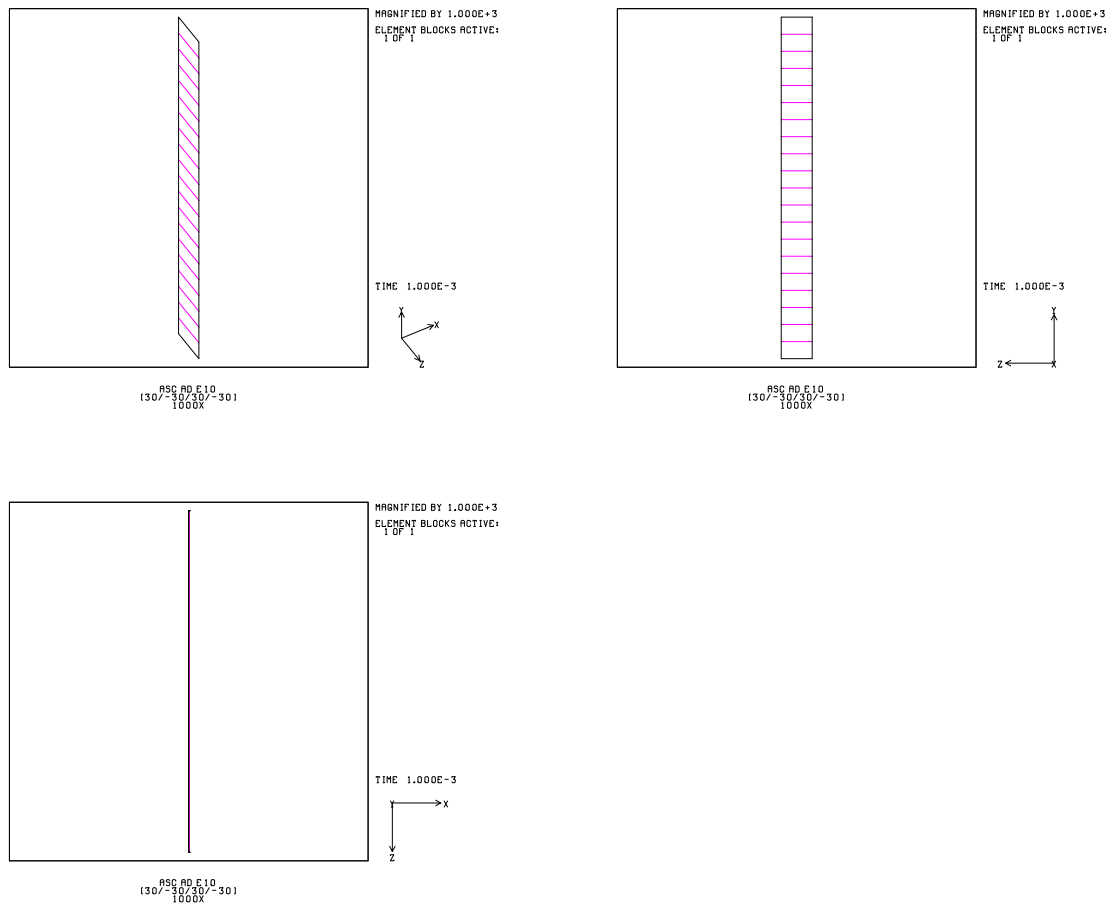 MAGNIFIED BY 1.000E+3
ELEMENT BLOCKS ACTIVE:
1 OF 1
TIME 1.000E-3
Y
X
Z
ASC AD E10
[30/-30/30/-30]
1000X
MAGNIFIED BY 1.000E+3
ELEMENT BLOCKS ACTIVE:
1 OF 1
TIME 1.000E-3
Y
Z
X
ASC AD E10
[30/-30/30/-30]
1000X
MAGNIFIED BY 1.000E+3
ELEMENT BLOCKS ACTIVE:
1 OF 1
TIME 1.000E-3
Y
X
Z
ASC AD E10
[30/-30/30/-30]
1000X